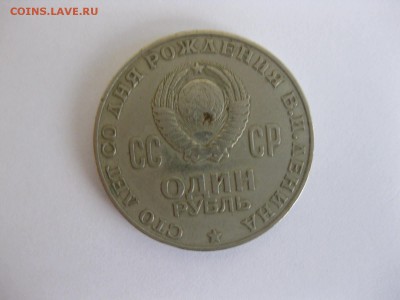 COINS.LAVE.RU
СТО ЛЕТ СО ДНЯ РОЖДЕНИЯ В.И.ЛЕНИНА
СС СР
ОДИН
РУБЛЬ